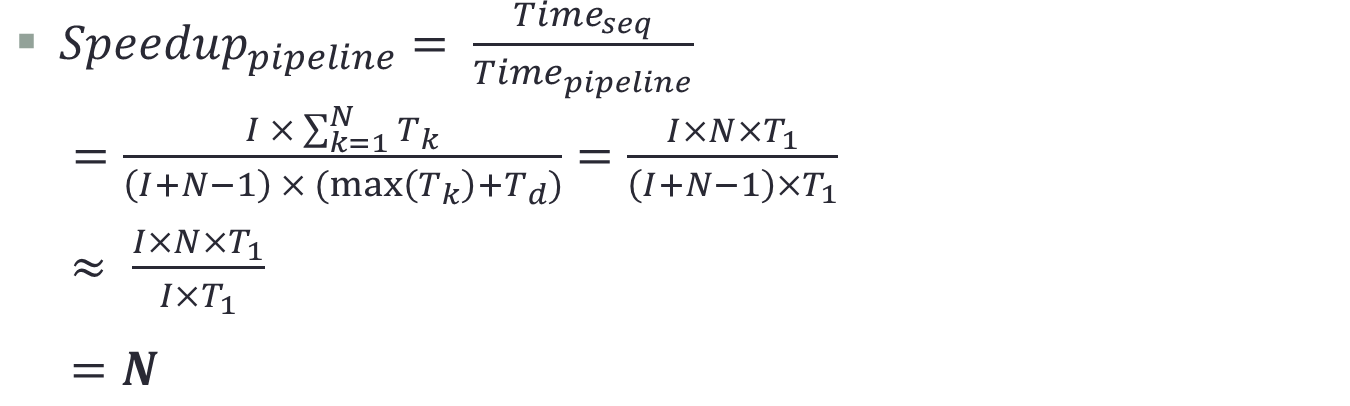 ▪ Speedup_pipeline = Time_seq / Time_pipeline
= (I × ∑_{k=1}^{N} T_k) / ((I+N−1) × (max(T_k)+T_d)) = (I×N×T_1) / ((I+N−1)×T_1)
≈ (I×N×T_1) / (I×T_1)
= N